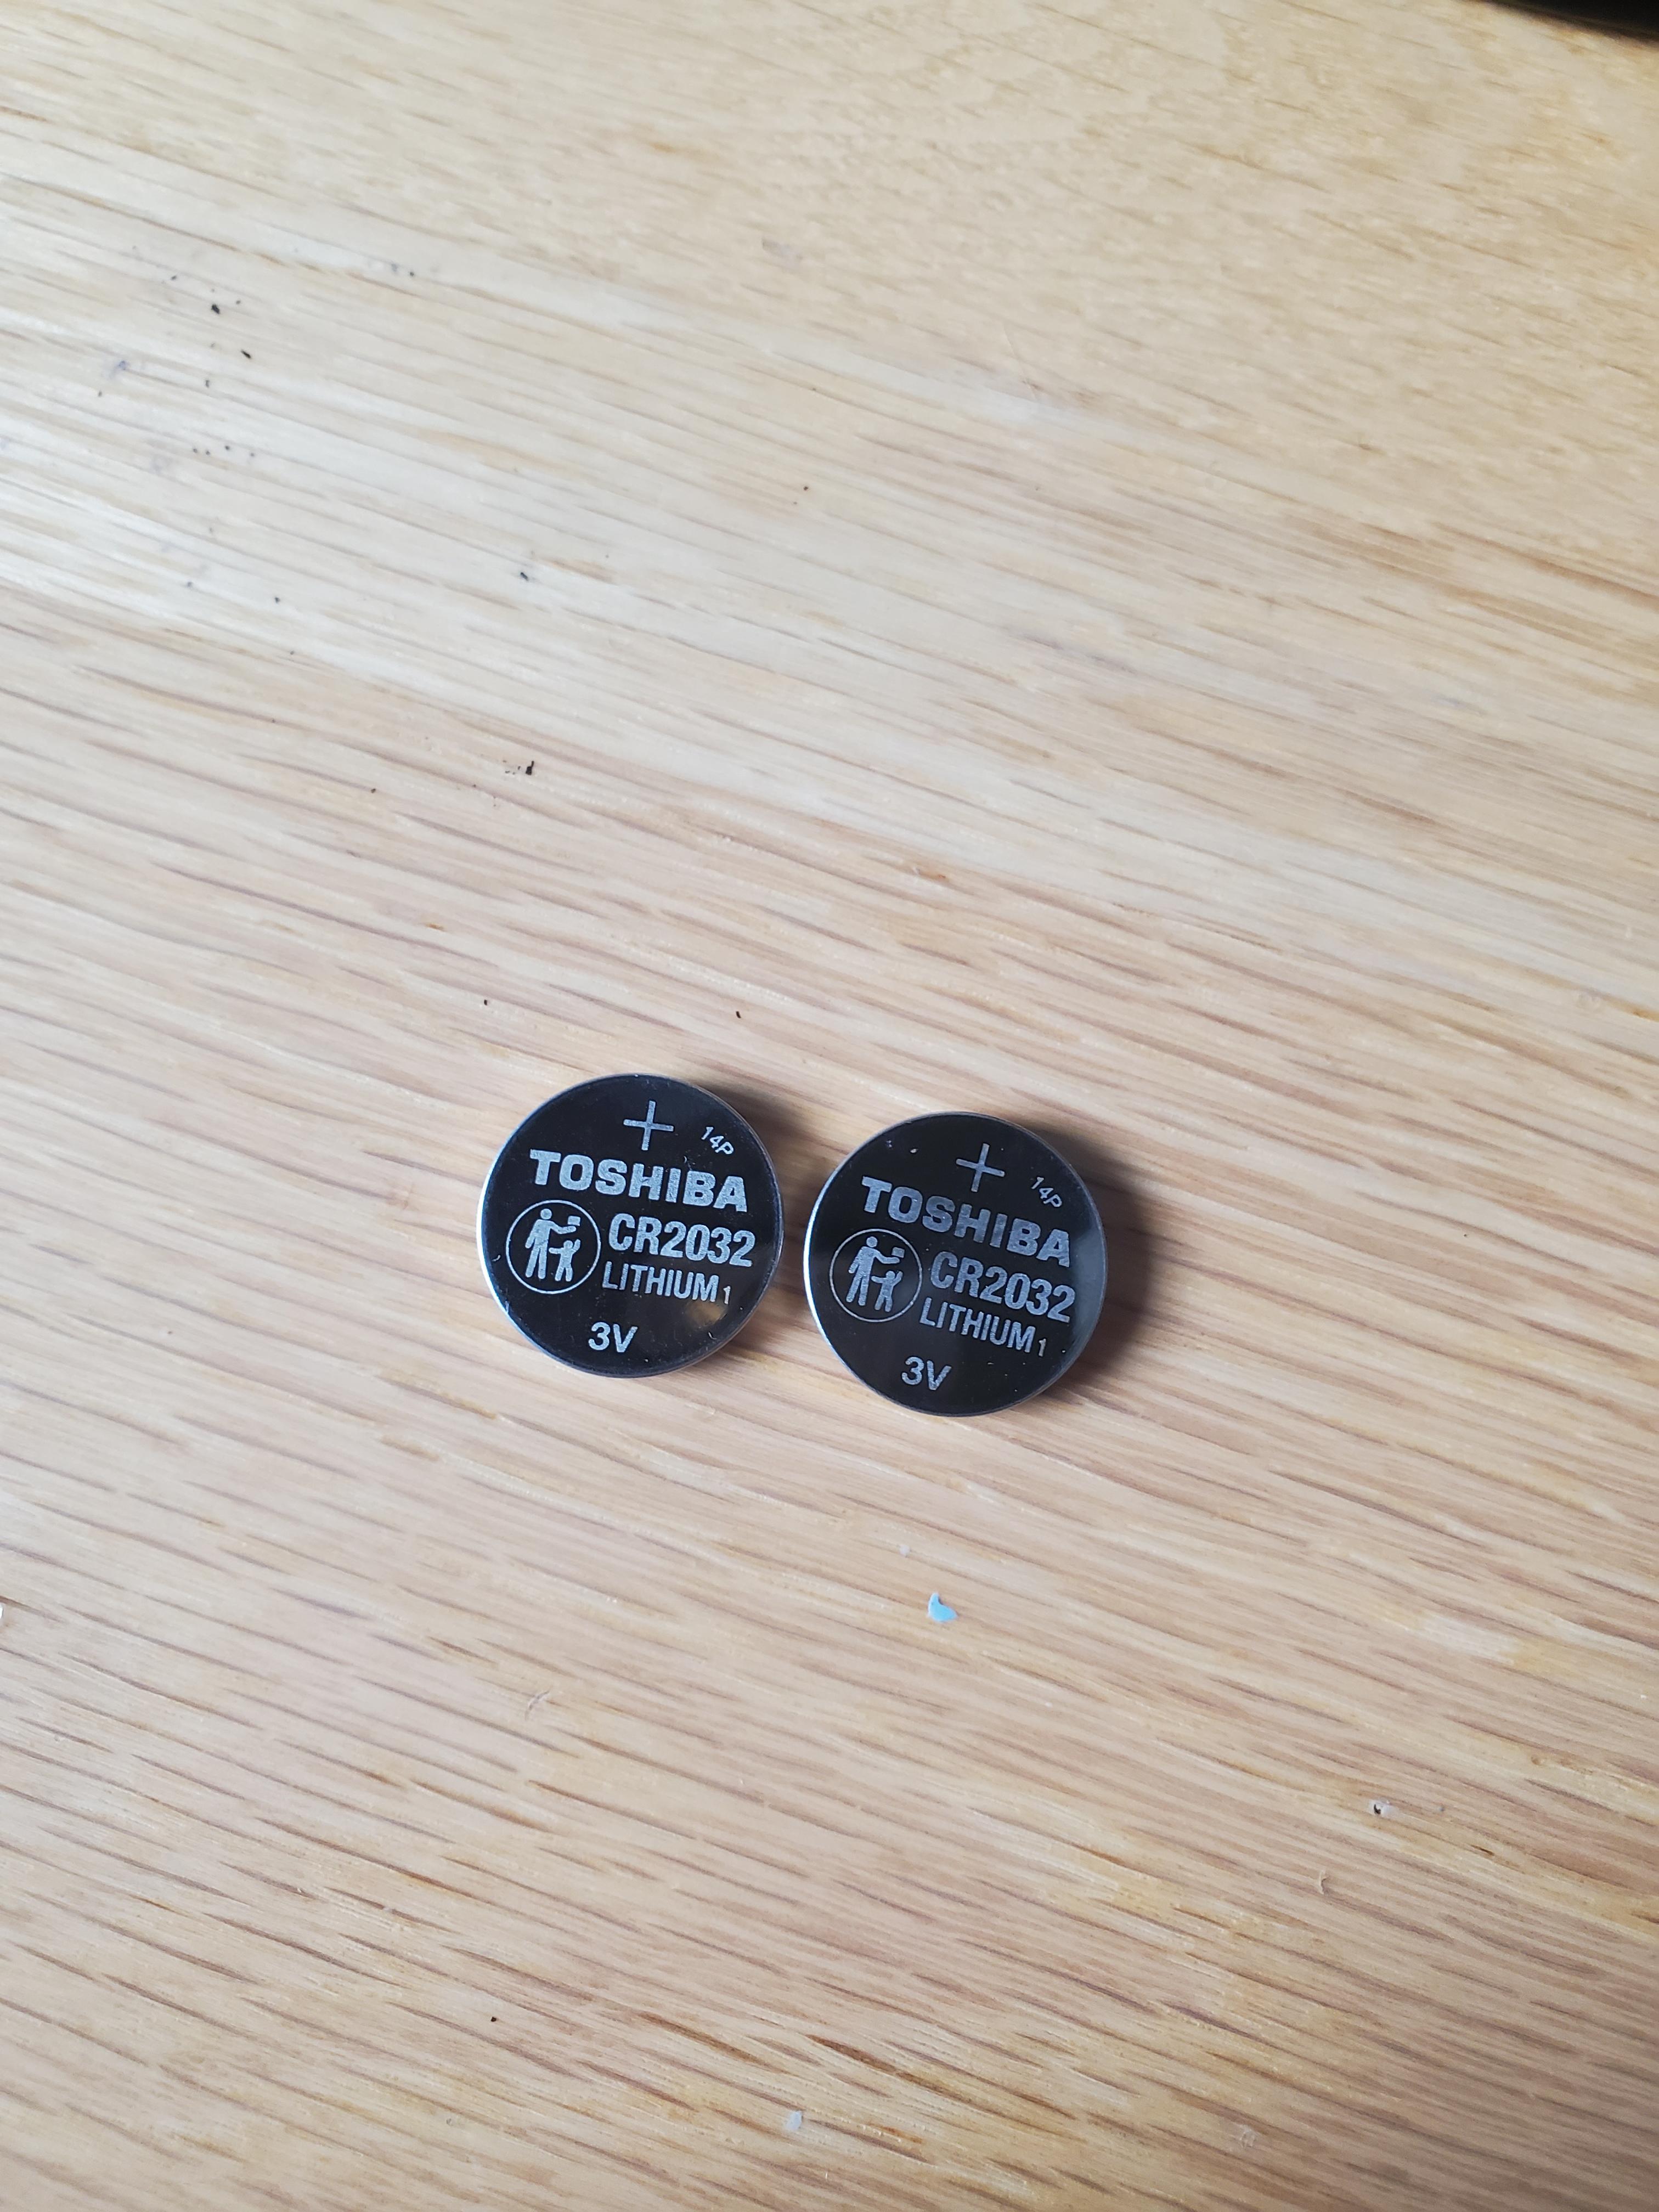 +
14P
TOSHIBA
CR2032
LITHIUM 1
3V
+
14P
TOSHIBA
CR2032
LITHIUM 1
3V